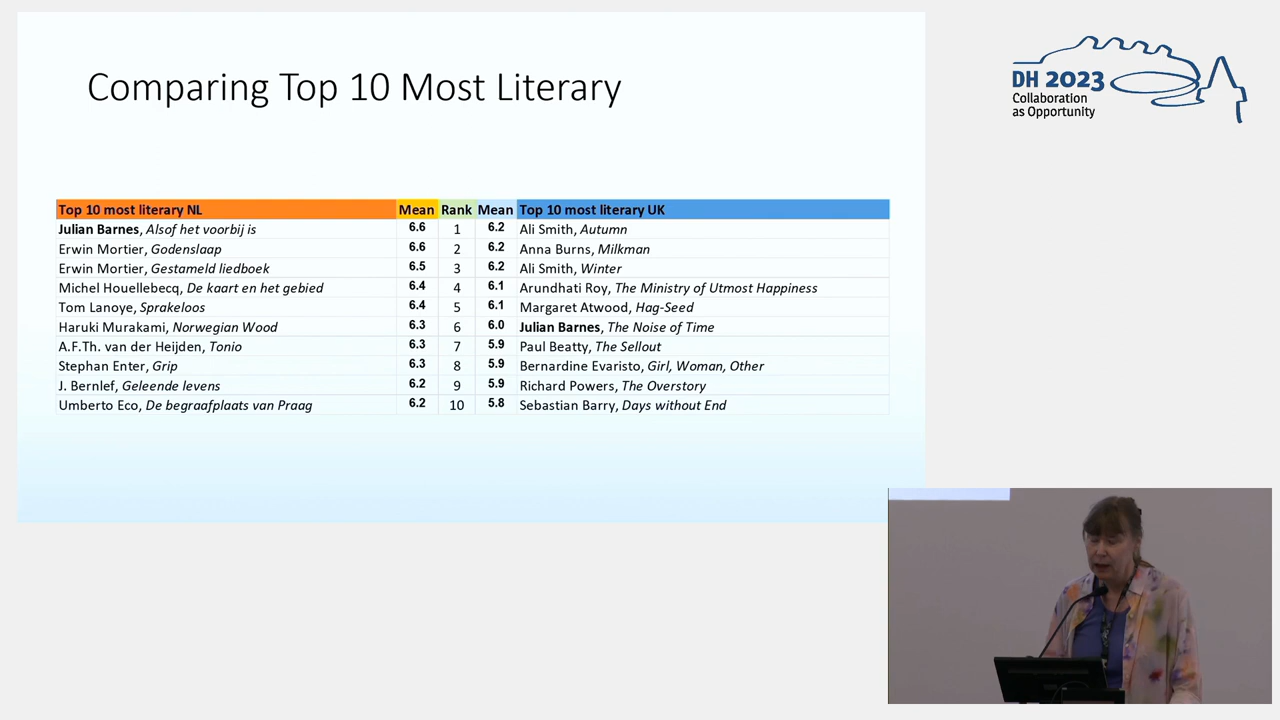 Comparing Top 10 Most Literary
DH 2023
Collaboration
as Opportunity
Top 10 most literary NL Mean Rank Mean Top 10 most literary UK
Julian Barnes, Alsof het voorbij is 6.6 1 6.2 Ali Smith, Autumn
Erwin Mortier, Godenslaap 6.6 2 6.2 Anna Burns, Milkman
Erwin Mortier, Gestameld liedboek 6.5 3 6.2 Ali Smith, Winter
Michel Houellebecq, De kaart en het gebied 6.4 4 6.1 Arundhati Roy, The Ministry of Utmost Happiness
Tom Lanoye, Sprakeloos 6.4 5 6.1 Margaret Atwood, Hag-Seed
Haruki Murakami, Norwegian Wood 6.3 6 6.0 Julian Barnes, The Noise of Time
A.F.Th. van der Heijden, Tonio 6.3 7 5.9 Paul Beatty, The Sellout
Stephan Enter, Grip 6.3 8 5.9 Bernardine Evaristo, Girl, Woman, Other
J. Bernlef, Geleende levens 6.2 9 5.9 Richard Powers, The Overstory
Umberto Eco, De begraafplaats van Praag 6.2 10 5.8 Sebastian Barry, Days without End